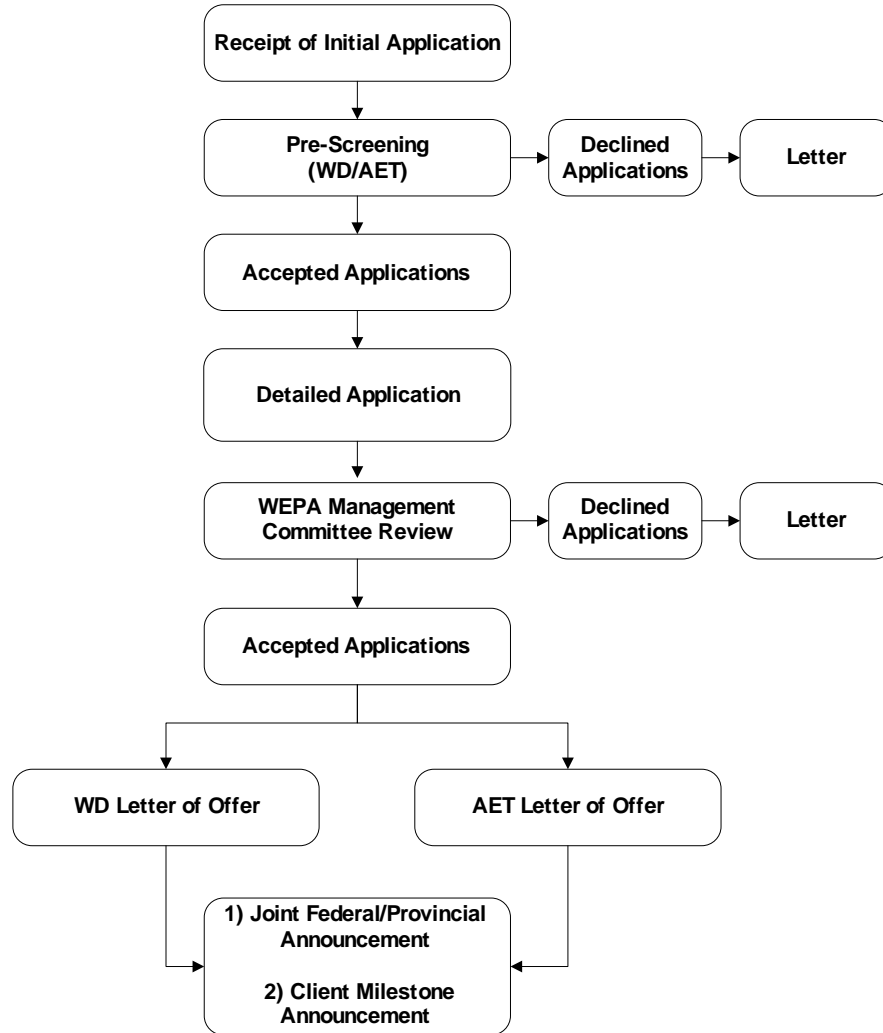 Receipt of Initial Application
Pre-Screening
(WD/AET)
Declined
Applications
Letter
Accepted Applications
Detailed Application
WEPA Management
Committee Review
Declined
Applications
Letter
Accepted Applications
WD Letter of Offer
AET Letter of Offer
1) Joint Federal/Provincial
Announcement
2) Client Milestone
Announcement